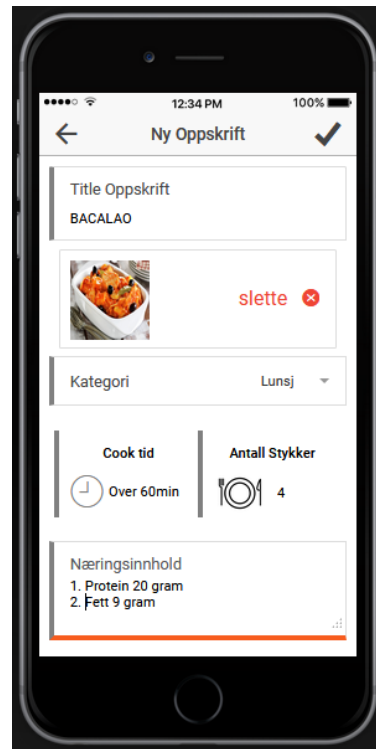 12:34 PM
100%
Ny Oppskrift
Title Oppskrift
BACALAO
slette
Kategori
Lunsj
Cook tid
Antall Stykker
Over 60min
4
Næringsinnhold
1. Protein 20 gram
2. Fett 9 gram